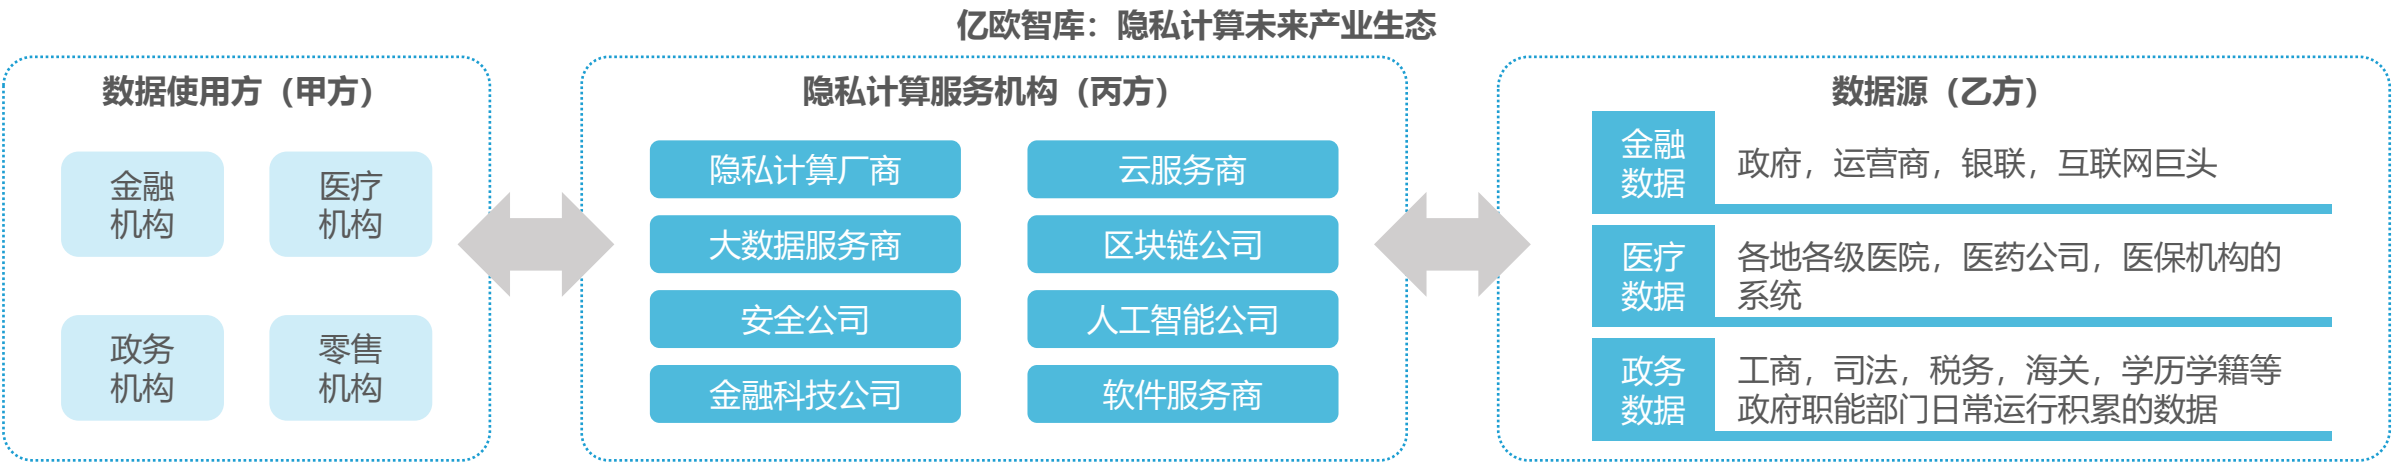 亿欧智库：隐私计算未来产业生态
数据使用方（甲方）
金融
机构
医疗
机构
政务
机构
零售
机构
隐私计算服务机构（丙方）
隐私计算厂商
云服务商
大数据服务商
区块链公司
安全公司
人工智能公司
金融科技公司
软件服务商
数据源（乙方）
金融
数据
政府，运营商，银联，互联网巨头
医疗
数据
各地各级医院，医药公司，医保机构的
系统
政务
数据
工商，司法，税务，海关，学历学籍等
政府职能部门日常运行积累的数据